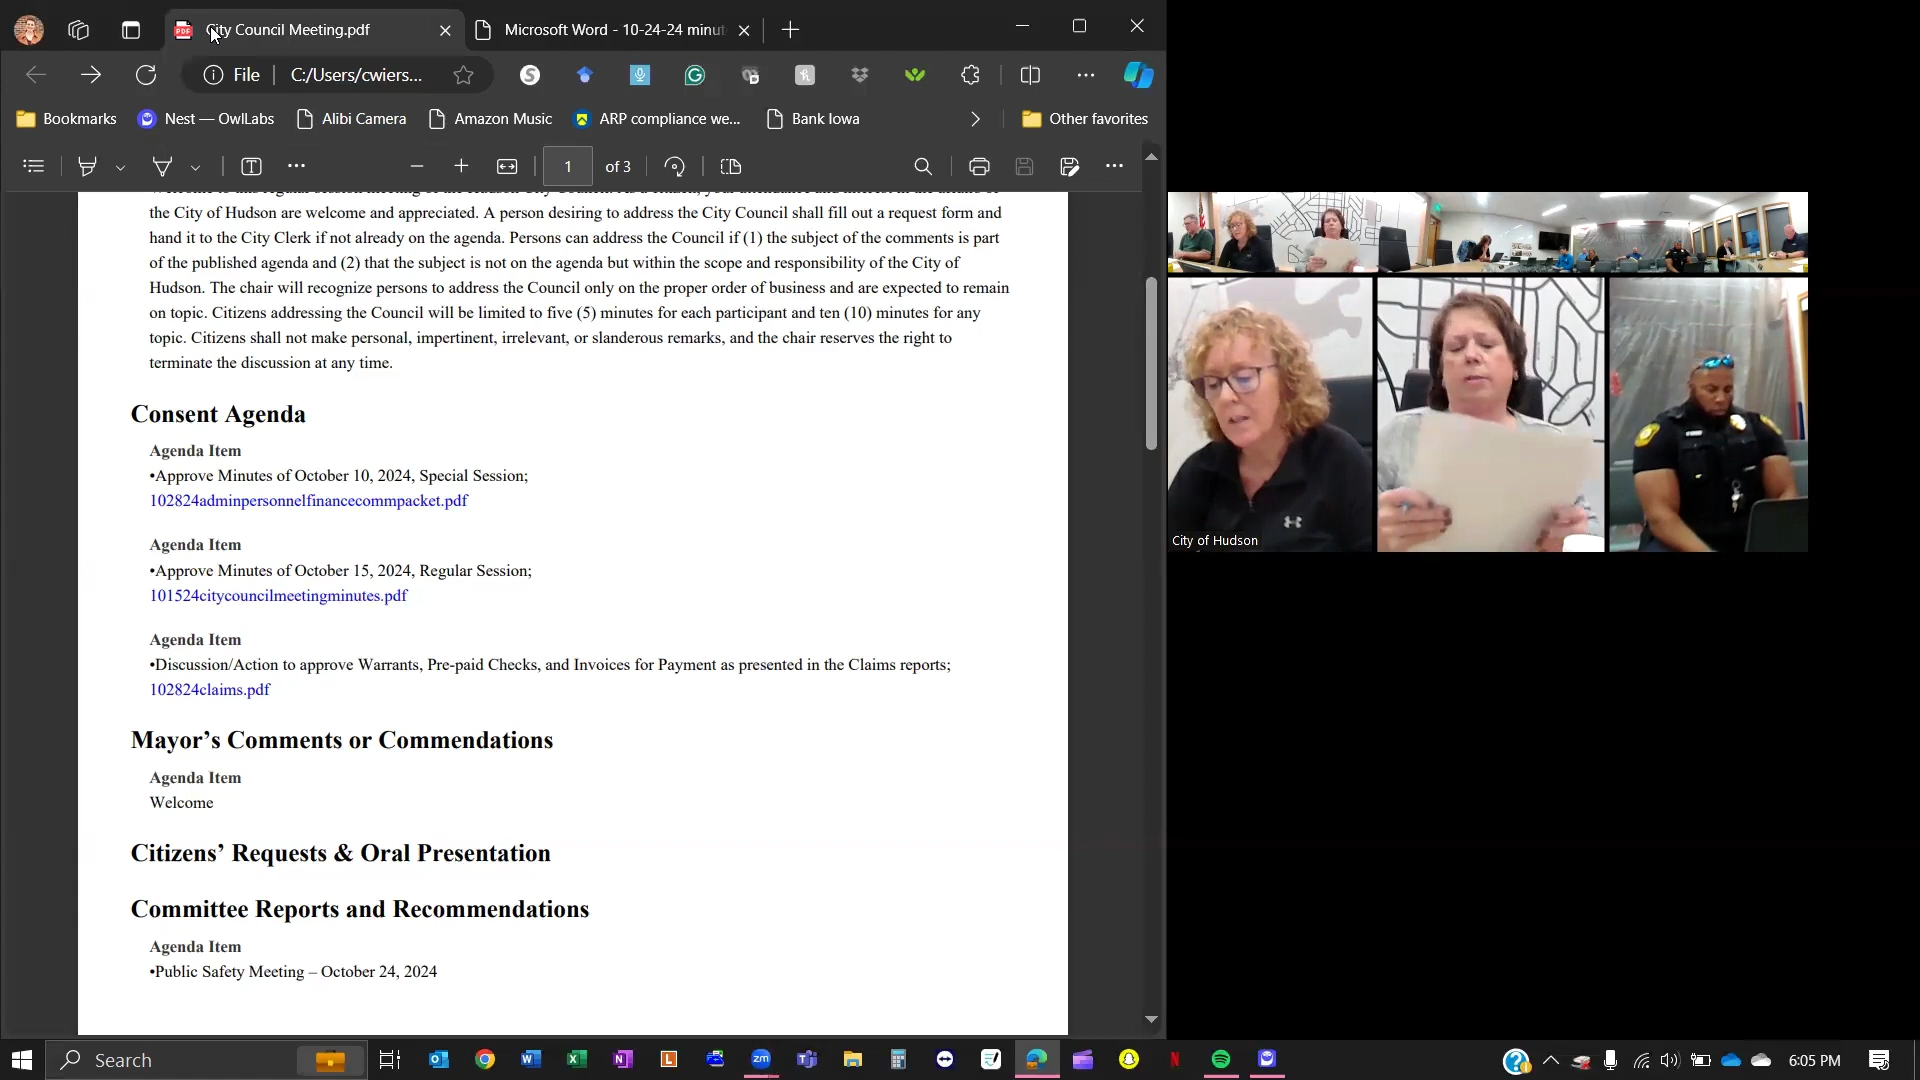 City Council Meeting.pdf
Microsoft Word - 10-24-24 minut
File
C:/Users/cwiers...
Bookmarks
Nest — OwlLabs
Alibi Camera
Amazon Music
ARP compliance we...
Bank Iowa
Other favorites
1 of 3
the City of Hudson are welcome and appreciated. A person desiring to address the City Council shall fill out a request form and
hand it to the City Clerk if not already on the agenda. Persons can address the Council if (1) the subject of the comments is part
of the published agenda and (2) that the subject is not on the agenda but within the scope and responsibility of the City of
Hudson. The chair will recognize persons to address the Council only on the proper order of business and are expected to remain
on topic. Citizens addressing the Council will be limited to five (5) minutes for each participant and ten (10) minutes for any
topic. Citizens shall not make personal, impertinent, irrelevant, or slanderous remarks, and the chair reserves the right to
terminate the discussion at any time.
Consent Agenda
Agenda Item
•Approve Minutes of October 10, 2024, Special Session;
102824adminpersonnelfinancecommpacket.pdf
Agenda Item
•Approve Minutes of October 15, 2024, Regular Session;
101524citycouncilmeetingminutes.pdf
Agenda Item
•Discussion/Action to approve Warrants, Pre-paid Checks, and Invoices for Payment as presented in the Claims reports;
102824claims.pdf
Mayor’s Comments or Commendations
Agenda Item
Welcome
Citizens’ Requests & Oral Presentation
Committee Reports and Recommendations
Agenda Item
•Public Safety Meeting – October 24, 2024
City of Hudson
Search
6:05 PM